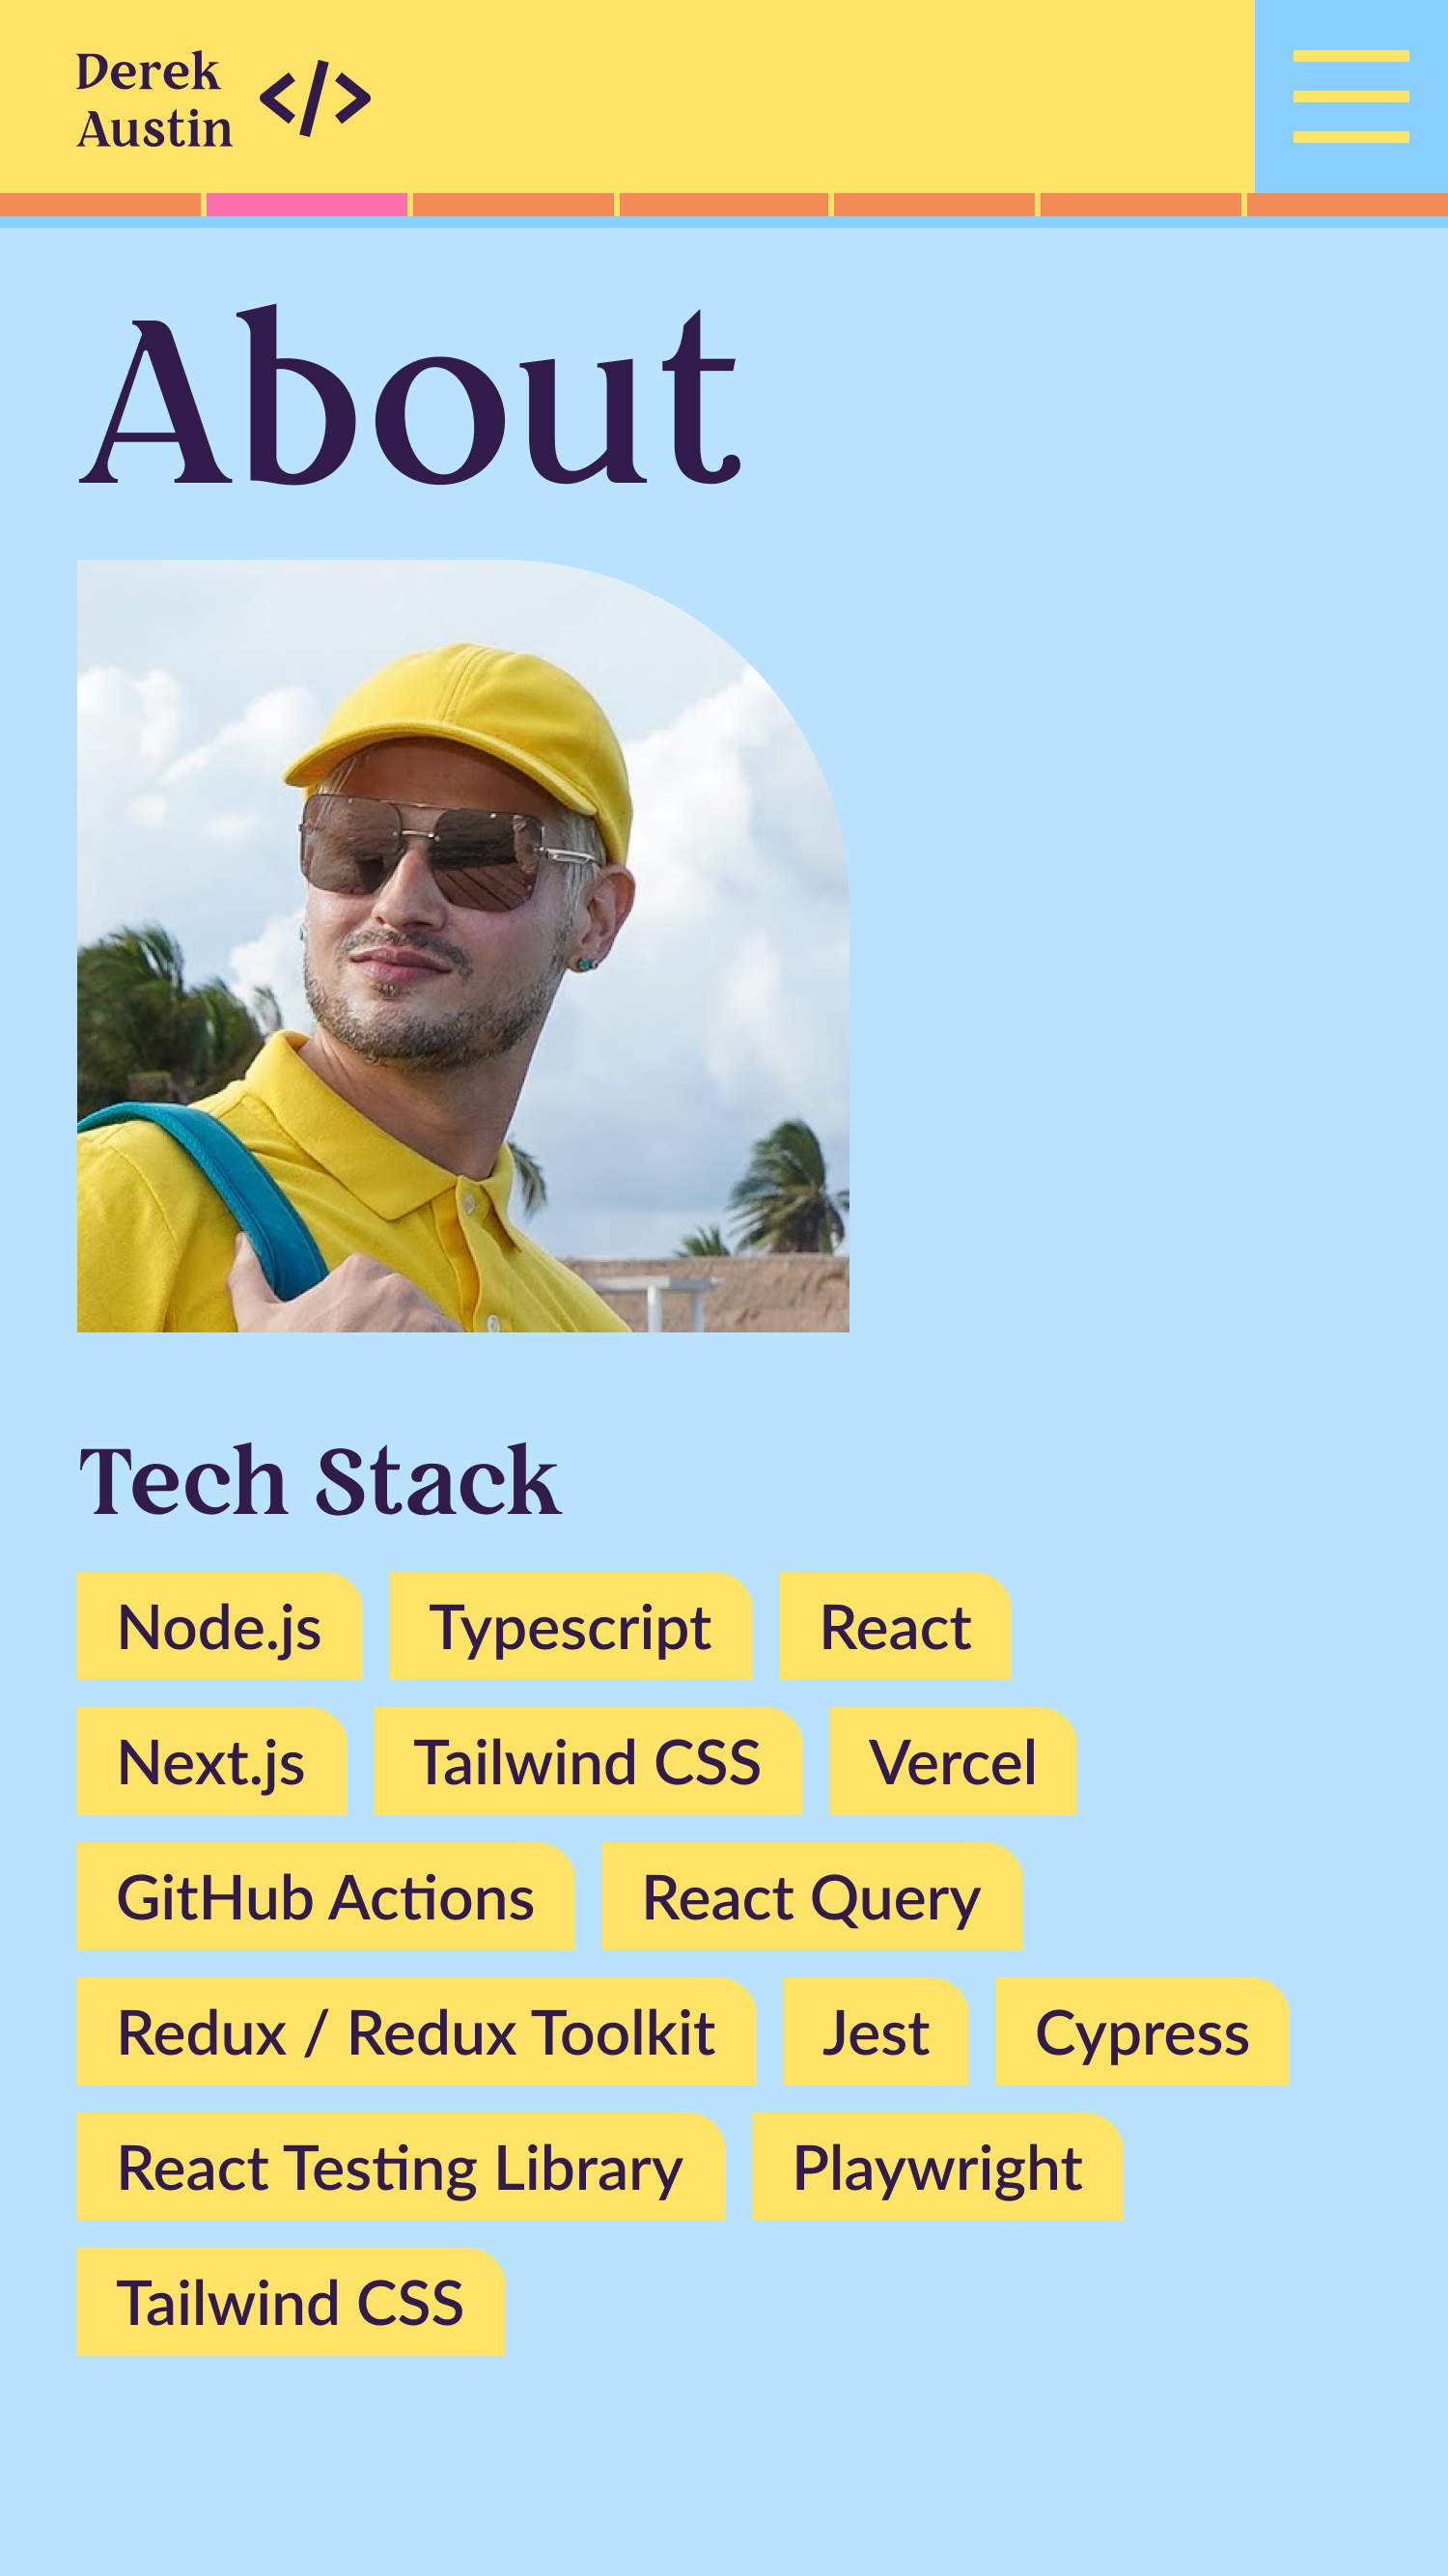 Derek
Austin </>
About
Tech Stack
Node.js Typescript React
Next.js Tailwind CSS Vercel
GitHub Actions React Query
Redux / Redux Toolkit Jest Cypress
React Testing Library Playwright
Tailwind CSS